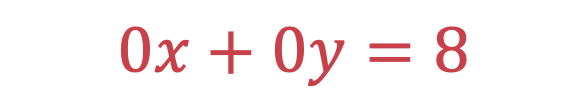 0x + 0y = 8